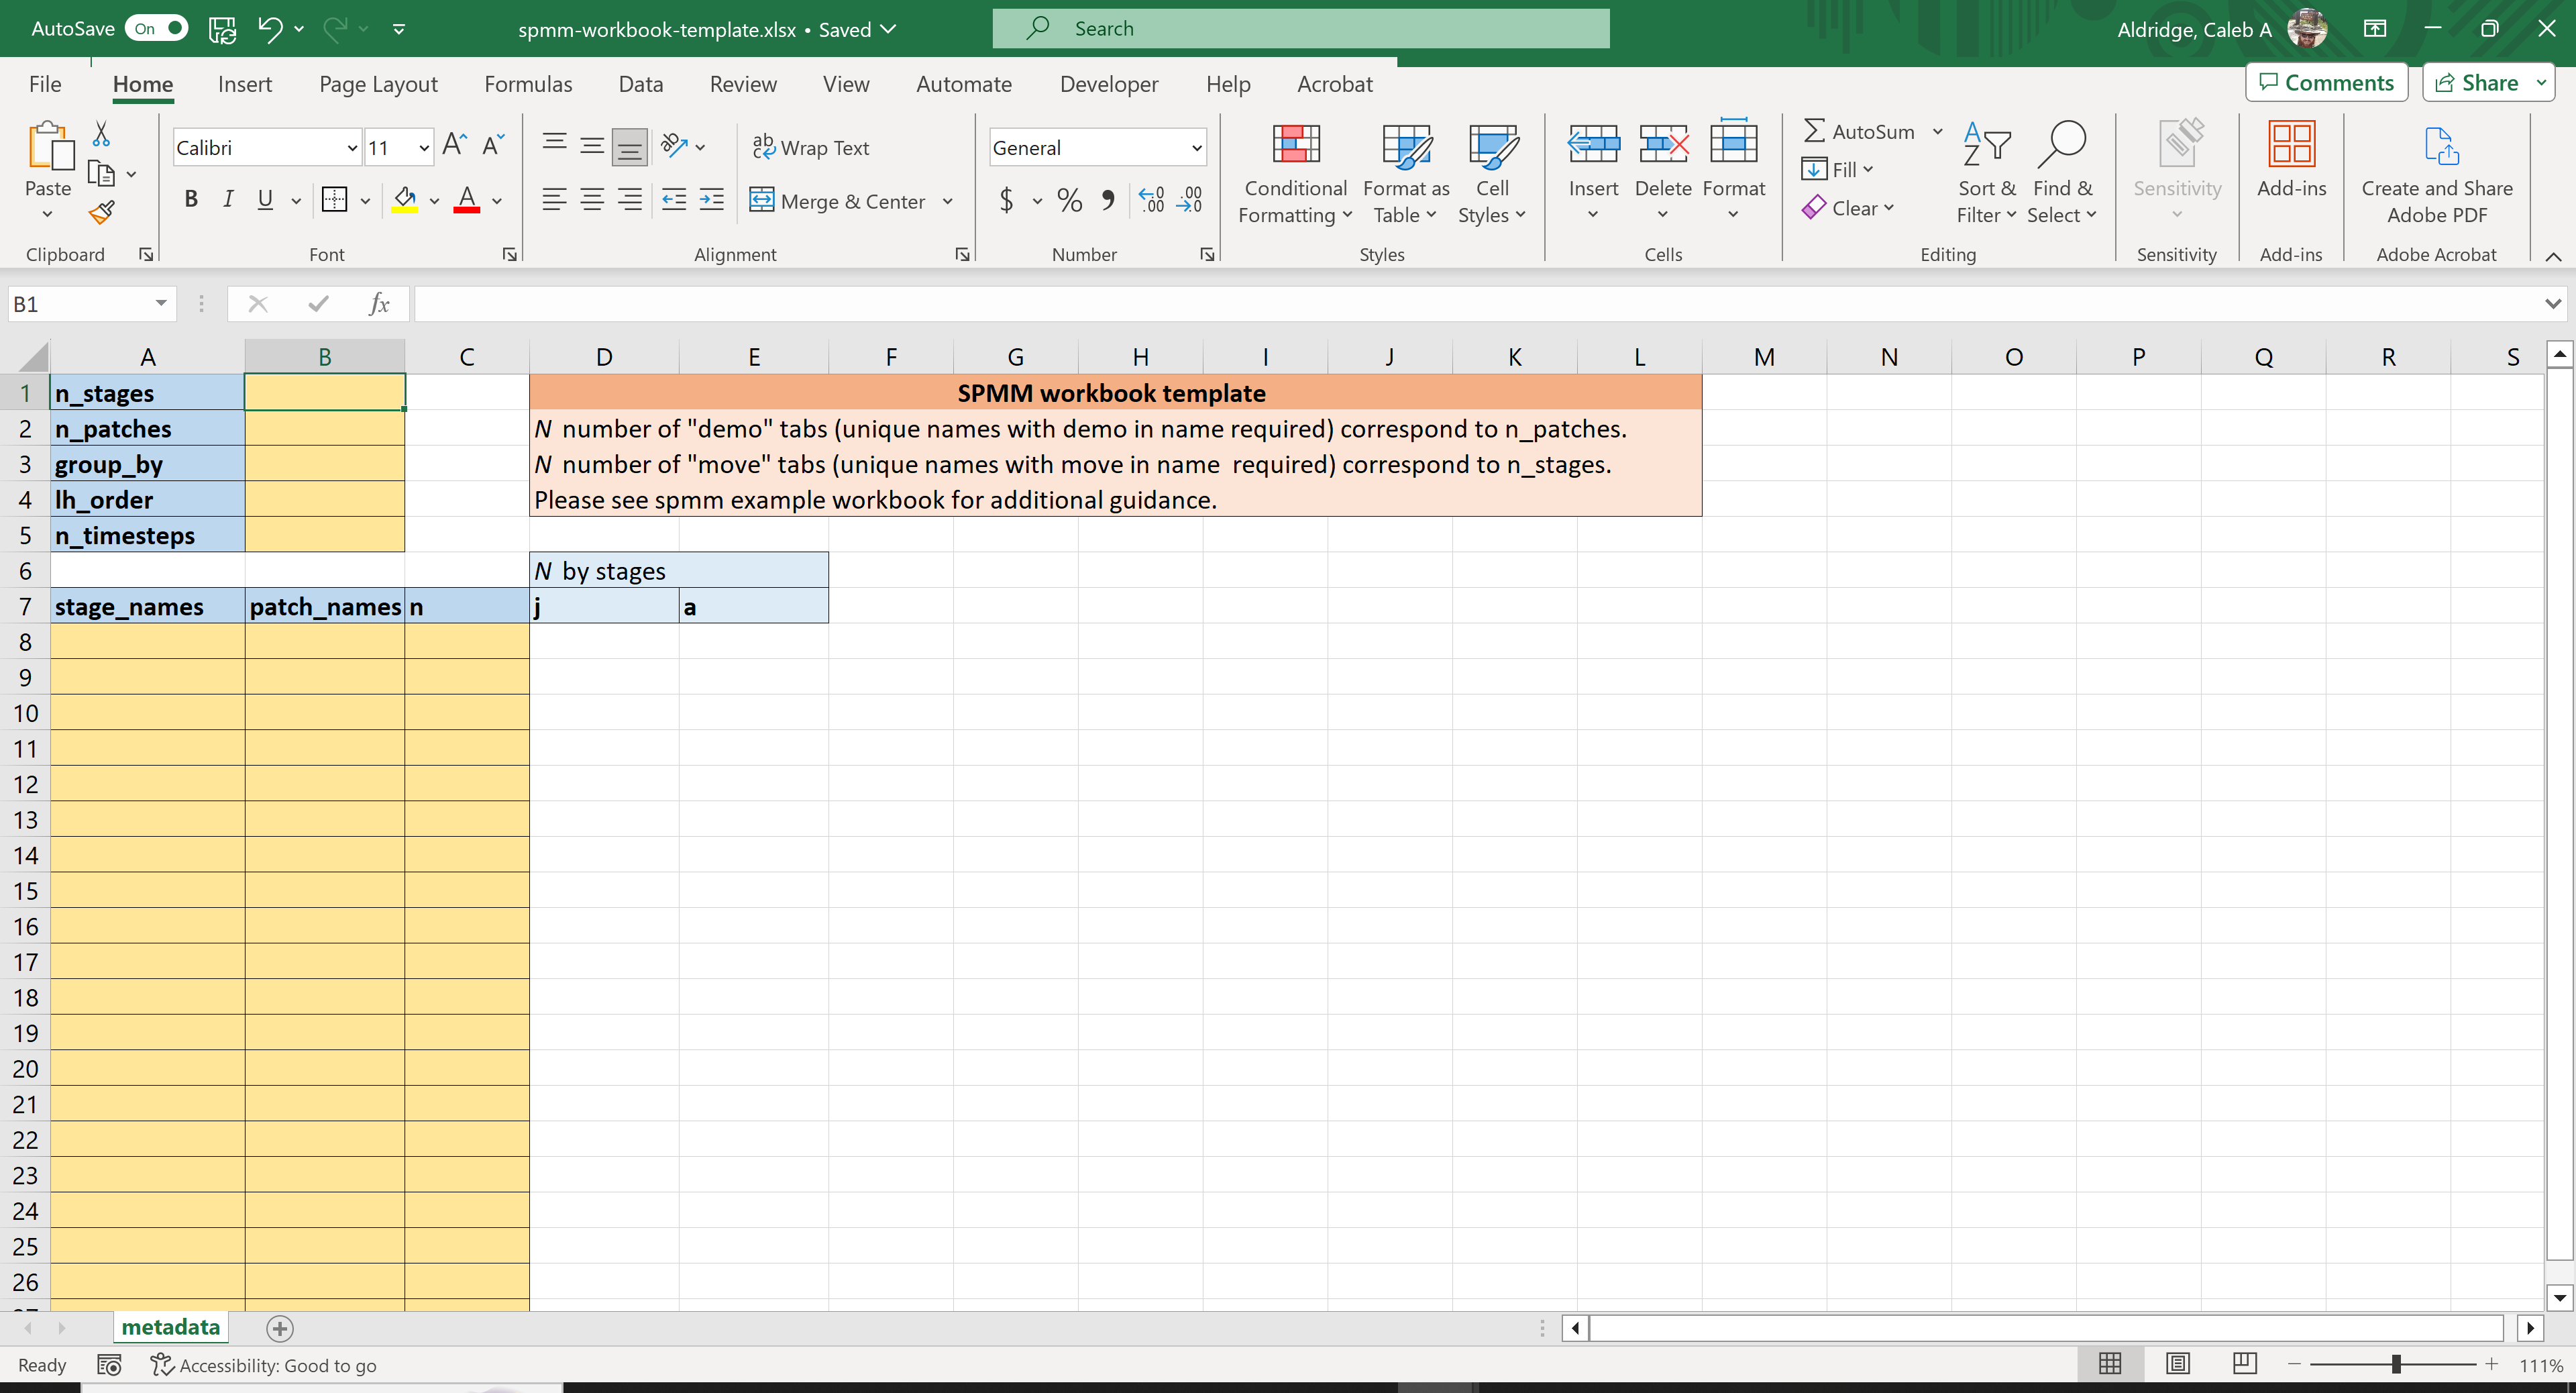 AutoSave On spmm-workbook-template.xlsx • Saved Search Aldridge, Caleb A
File Home Insert Page Layout Formulas Data Review View Automate Developer Help Acrobat Comments Share
Paste
Clipboard
Calibri 11
B I U A
Font
ab Wrap Text
Merge & Center
Alignment
General
$ % 9 .00 .00
Number
Conditional Formatting
Format as Table
Cell Styles
Styles
Insert Delete Format
Cells
AutoSum
Fill
Clear
Sort & Filter
Find & Select
Editing
Sensitivity
Sensitivity
Add-ins
Add-ins
Create and Share Adobe PDF
Adobe Acrobat
B1 fx
A B C D E F G H I J K L M N O P Q R S
1 n_stages SPMM workbook template
2 n_patches N number of "demo" tabs (unique names with demo in name required) correspond to n_patches.
3 group_by N number of "move" tabs (unique names with move in name required) correspond to n_stages.
4 lh_order Please see spmm example workbook for additional guidance.
5 n_timesteps
6 N by stages
7 stage_names patch_names n j a
8
9
10
11
12
13
14
15
16
17
18
19
20
21
22
23
24
25
26
metadata
Ready Accessibility: Good to go 111%